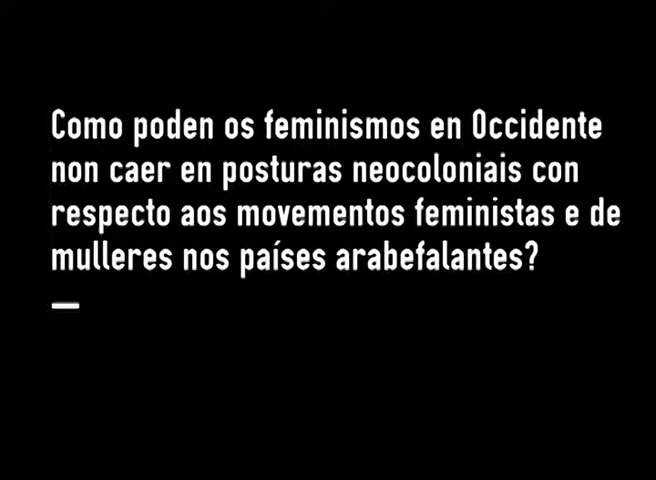 Como poden os feminismos en Occidente
non caer en posturas neocoloniais con
respecto aos movementos feministas e de
mulleres nos países arabefalantes?